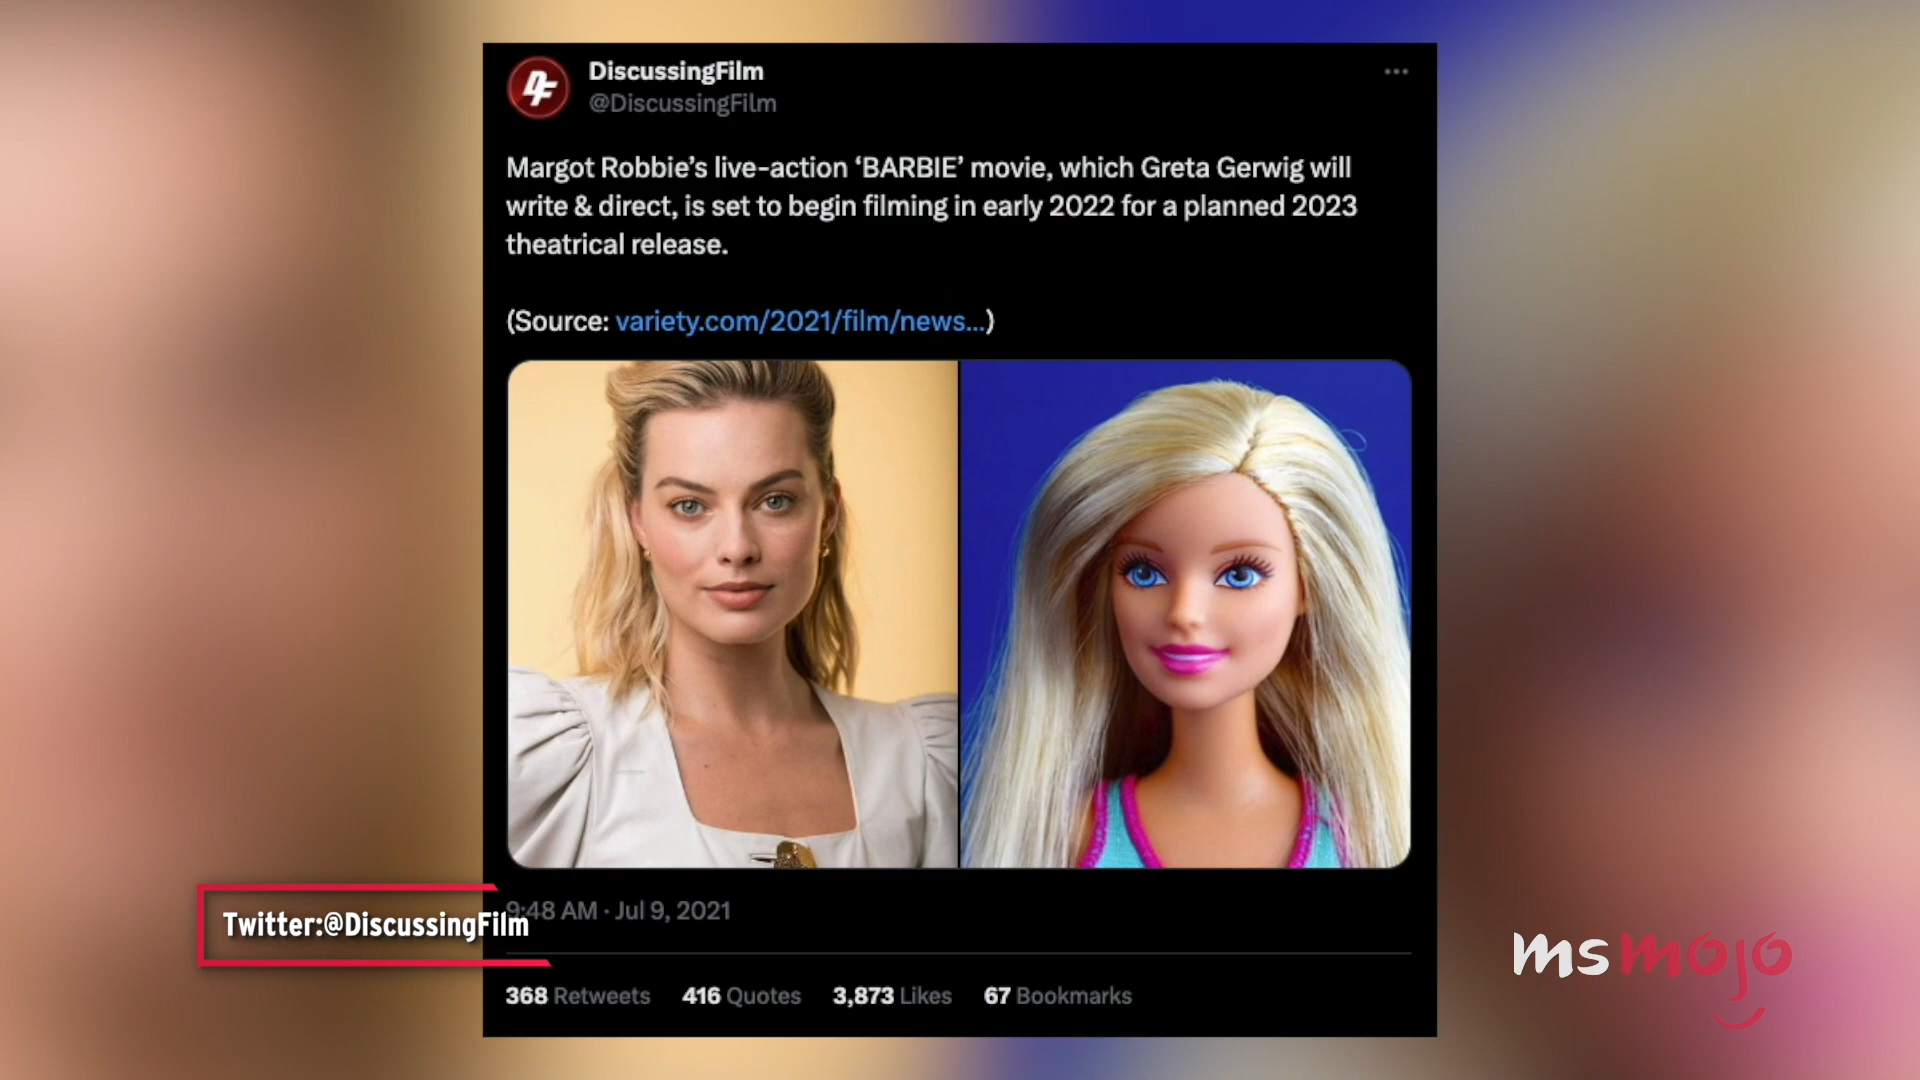 DF
DiscussingFilm
@DiscussingFilm
Margot Robbie’s live-action ‘BARBIE’ movie, which Greta Gerwig will
write & direct, is set to begin filming in early 2022 for a planned 2023
theatrical release.
(Source: variety.com/2021/film/news...)
9:48 AM · Jul 9, 2021
Twitter:@DiscussingFilm
msmojo
368 Retweets 416 Quotes 3,873 Likes 67 Bookmarks